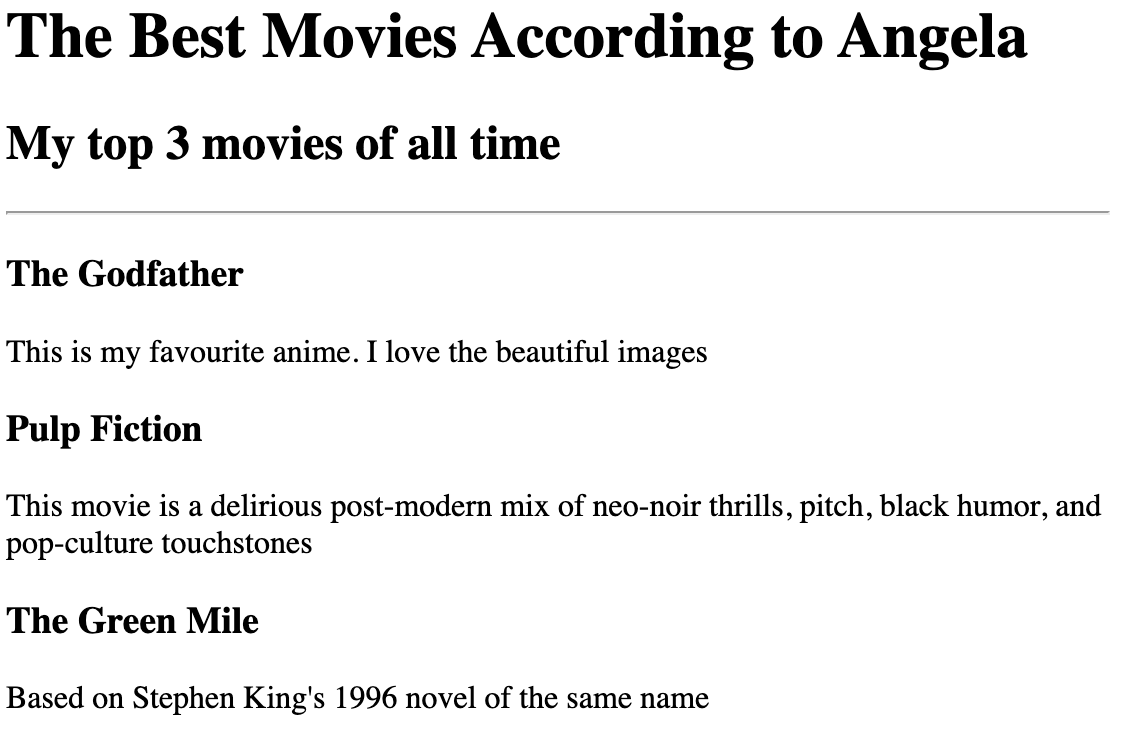 The Best Movies According to Angela
My top 3 movies of all time
The Godfather
This is my favourite anime. I love the beautiful images
Pulp Fiction
This movie is a delirious post-modern mix of neo-noir thrills, pitch, black humor, and
pop-culture touchstones
The Green Mile
Based on Stephen King's 1996 novel of the same name